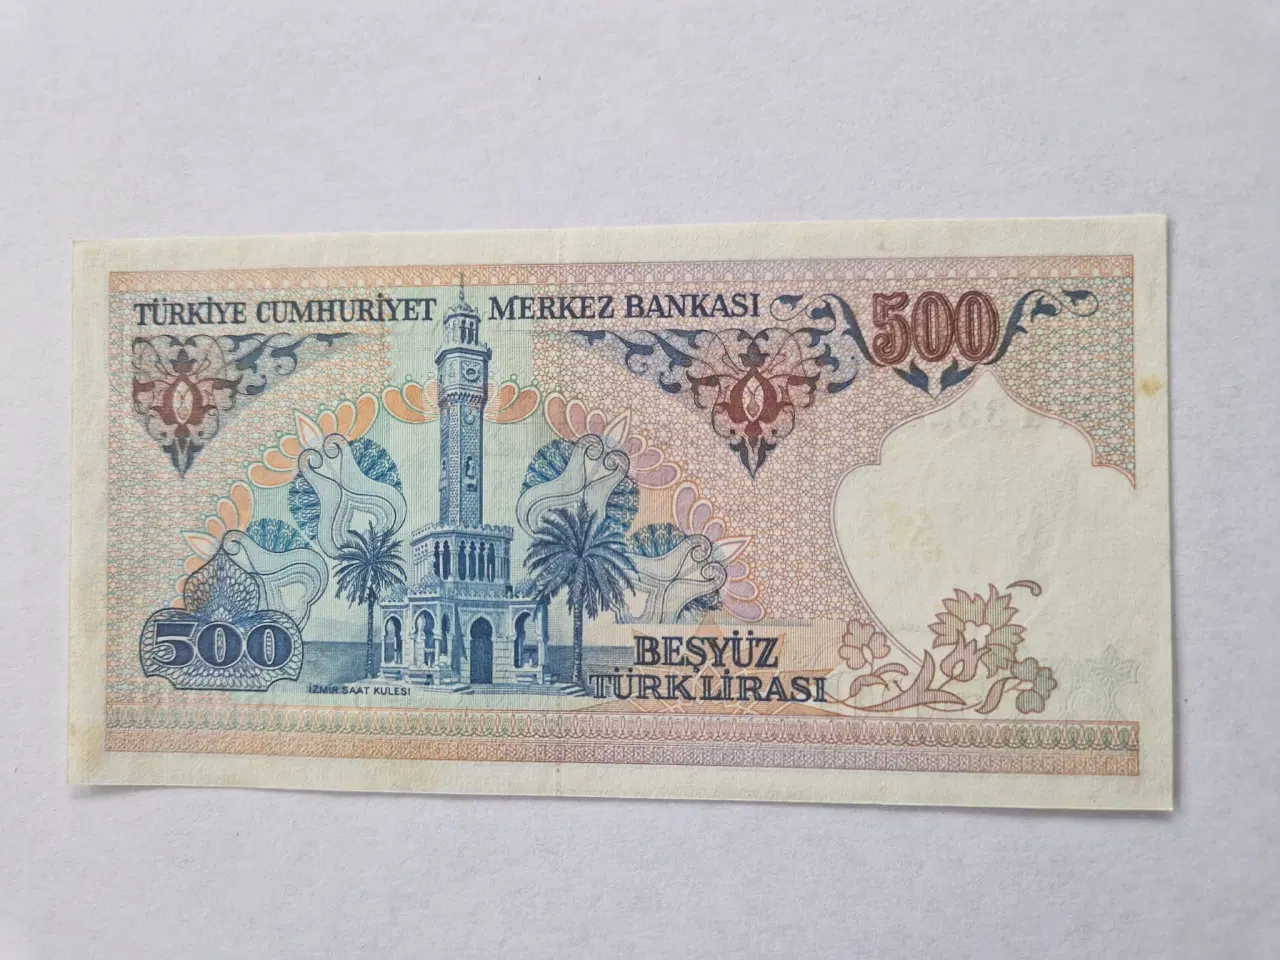 TÜRKİYE CUMHURİYET MERKEZ BANKASI
500
500
İZMİR SAAT KULESİ
BEŞYÜZ
TÜRK LİRASI